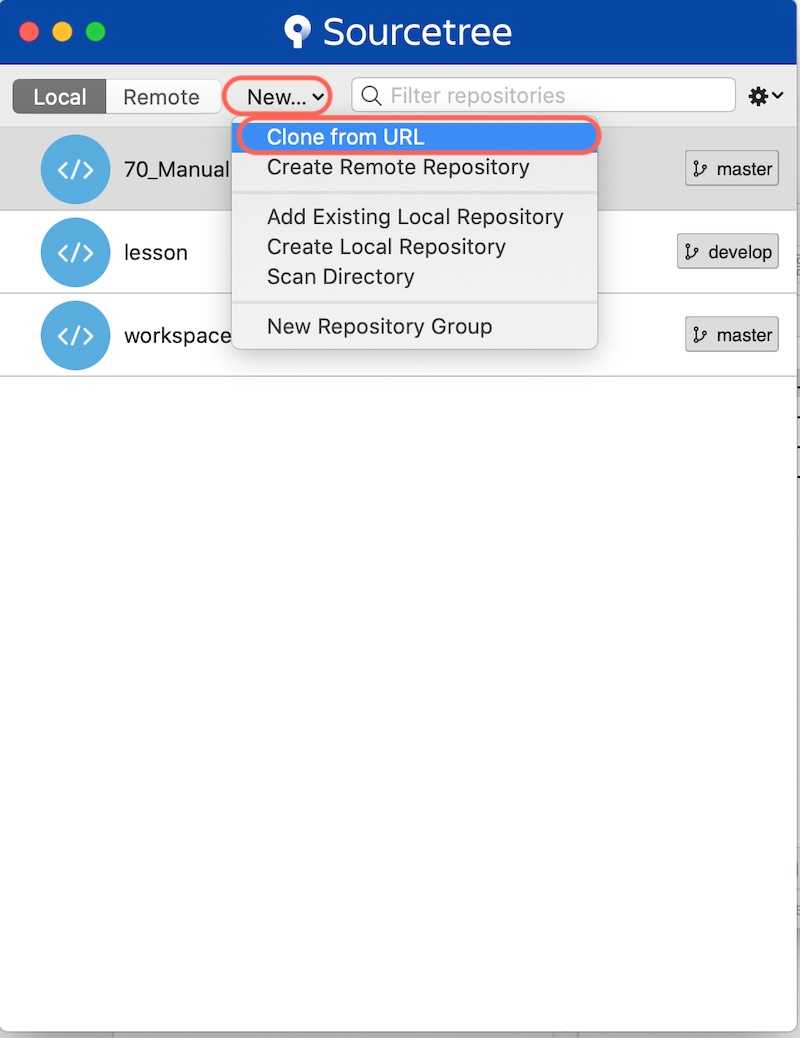 Sourcetree
Local Remote New... Filter repositories
Clone from URL
Create Remote Repository
Add Existing Local Repository
Create Local Repository
Scan Directory
New Repository Group
</> 70_Manual master
</> lesson develop
</> workspace master